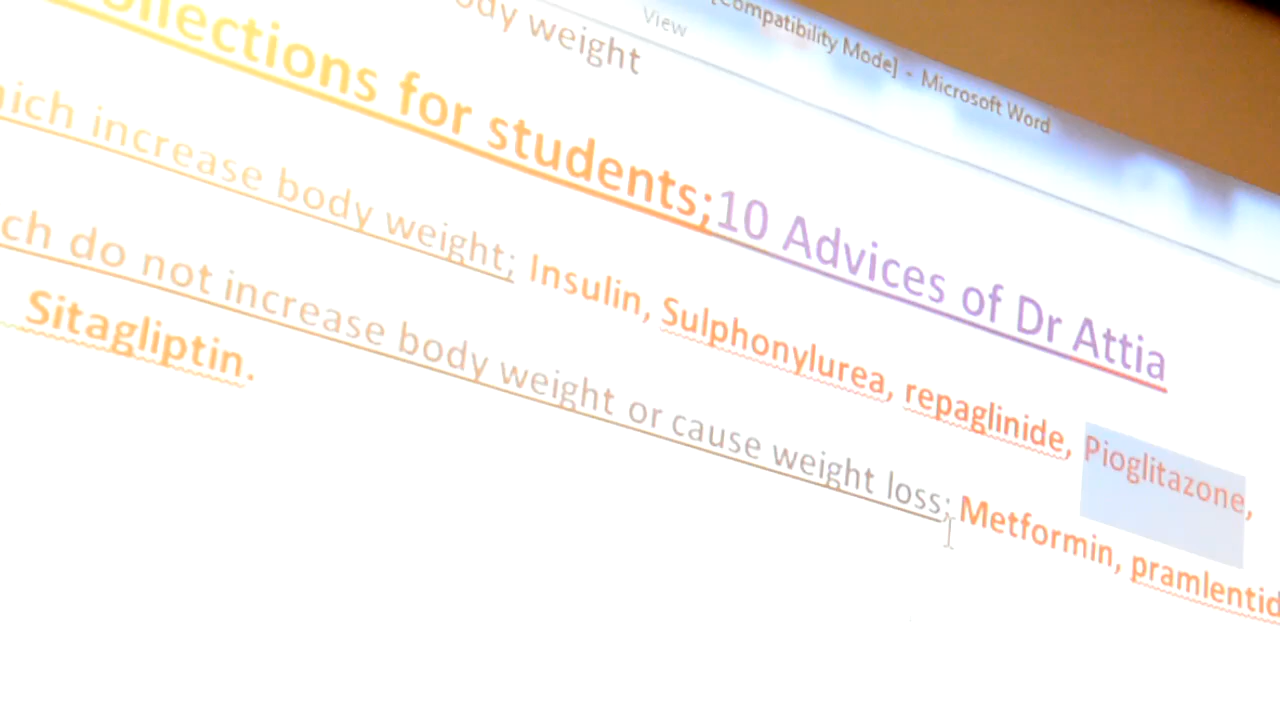 Compatibility Mode] - Microsoft Word
View
body weight
ollections for students;10 Advices of Dr Attia
hich increase body weight; Insulin, Sulphonylurea, repaglinide, Pioglitazone,
ch do not increase body weight or cause weight loss; Metformin, pramlentid
Sitagliptin.